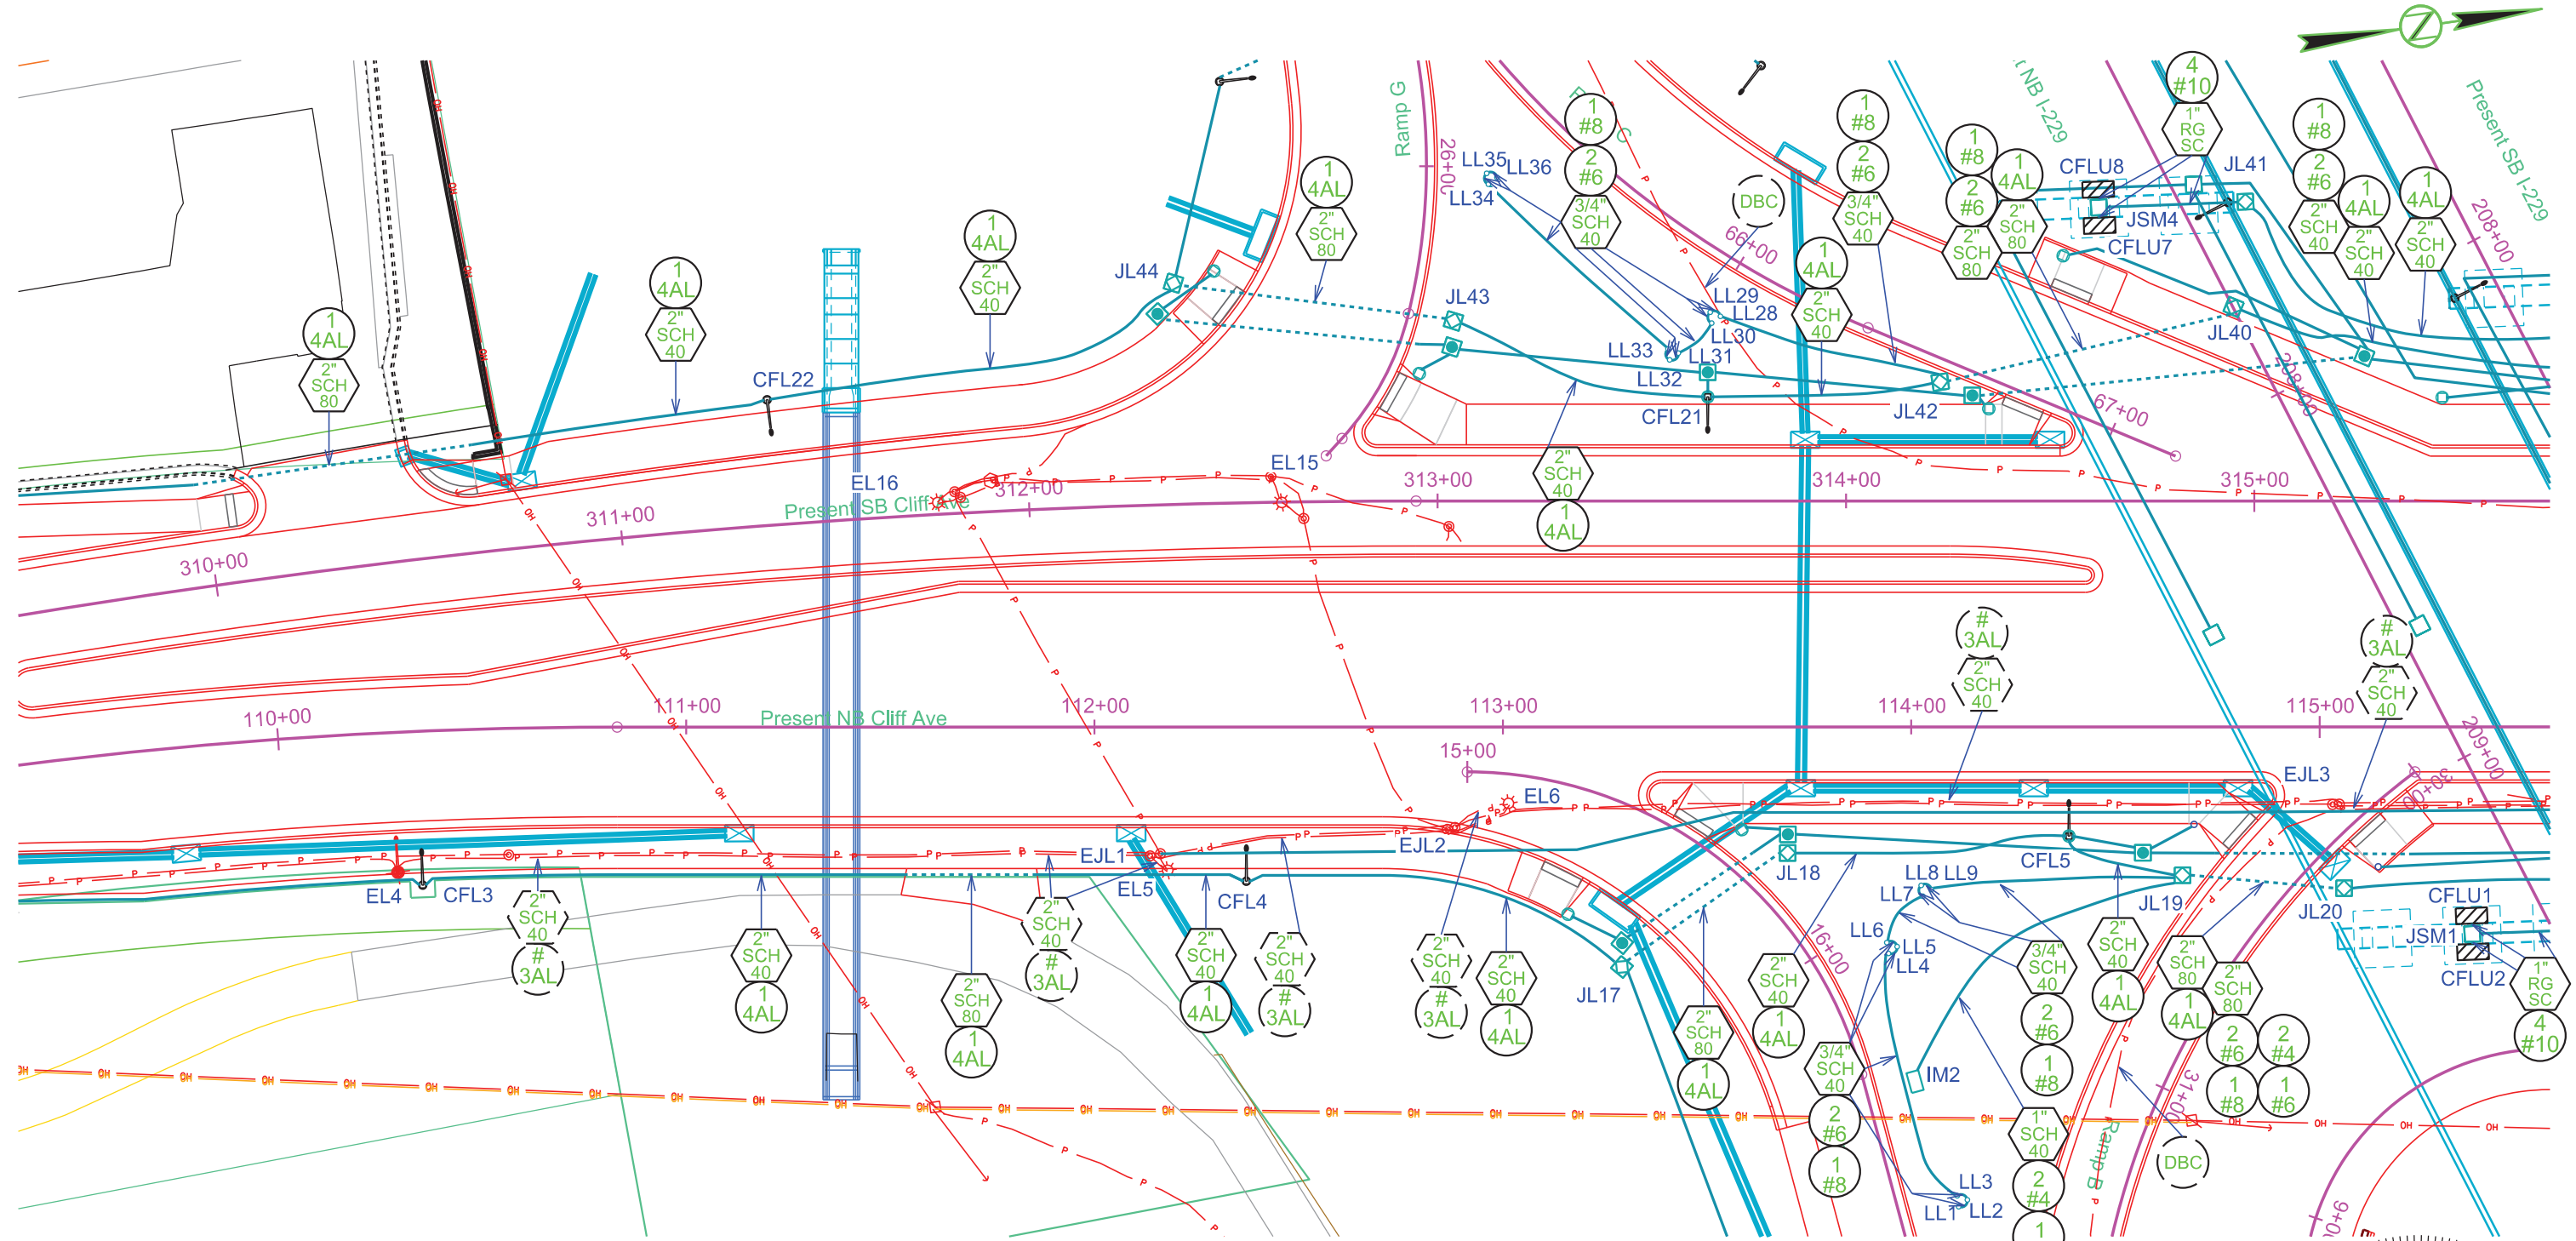 Z
Ramp G
26+00
LL35
LL36
LL34
1
#8
2
#6
3/4"
SCH
40
DBC
66+00
1
#8
2
#6
3/4"
SCH
40
1
#8
2
#6
2"
SCH
80
1
4AL
2"
SCH
80
NB I-229
CFLU8
JSM4
CFLU7
4
#10
1"
RG
SC
JL41
1
#8
2
#6
2"
SCH
40
1
4AL
2"
SCH
40
1
4AL
2"
SCH
40
Present SB I-229
208+00
JL40
1
4AL
2"
SCH
80
1
4AL
2"
SCH
40
CFL22
1
4AL
2"
SCH
40
JL44
1
4AL
2"
SCH
80
JL43
LL29
LL28
LL30
LL33
LL31
LL32
CFL21
1
4AL
2"
SCH
40
JL42
67+00
2"
SCH
40
1
4AL
EL16
EL15
310+00
311+00
312+00
313+00
314+00
315+00
Present SB Cliff Ave
#
3AL
2"
SCH
40
#
3AL
2"
SCH
40
110+00
111+00
112+00
113+00
114+00
115+00
Present NB Cliff Ave
15+00
209+00
30+00
EJL3
EL4
CFL3
EJL1
EL5
CFL4
EJL2
EL6
JL17
JL18
CFL5
JL19
JL20
2"
SCH
40
#
3AL
2"
SCH
40
1
4AL
2"
SCH
80
1
4AL
2"
SCH
40
#
3AL
2"
SCH
40
1
4AL
2"
SCH
40
#
3AL
2"
SCH
40
#
3AL
2"
SCH
40
1
4AL
2"
SCH
80
1
4AL
2"
SCH
40
1
4AL
16+00
LL8
LL9
LL7
LL6
LL5
LL4
3/4"
SCH
40
2
#6
1
#8
3/4"
SCH
40
2
#6
1
#8
IM2
1"
SCH
40
2
#4
1
LL3
LL1
LL2
2"
SCH
40
1
4AL
2"
SCH
80
1
4AL
2"
SCH
80
2
#6
1
#8
2
#4
1
#6
31+00
DBC
Ramp B
CFLU1
JSM1
CFLU2
1"
RG
SC
4
#10
OH
P